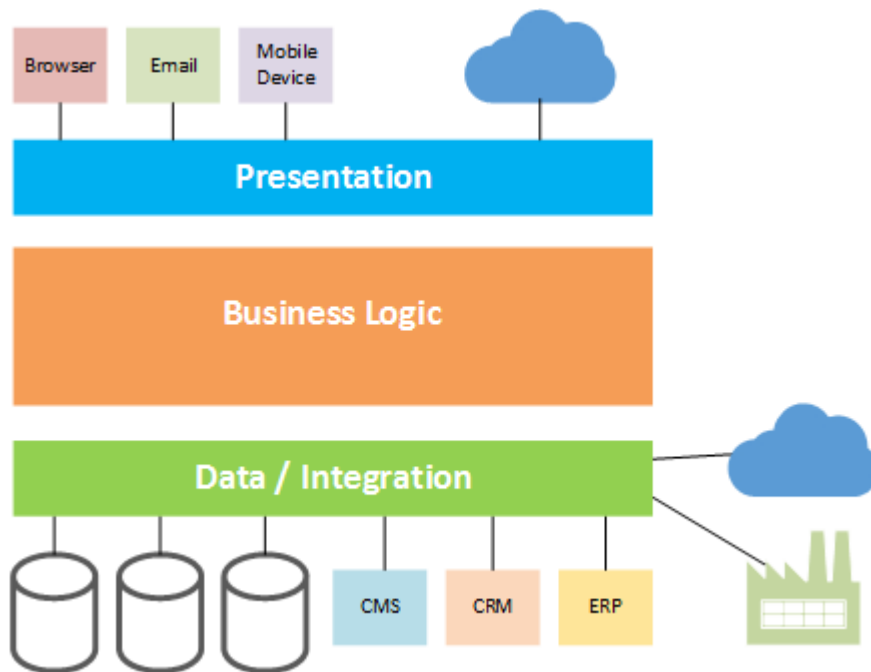 Browser
Email
Mobile
Device
Presentation
Business Logic
Data / Integration
CMS
CRM
ERP